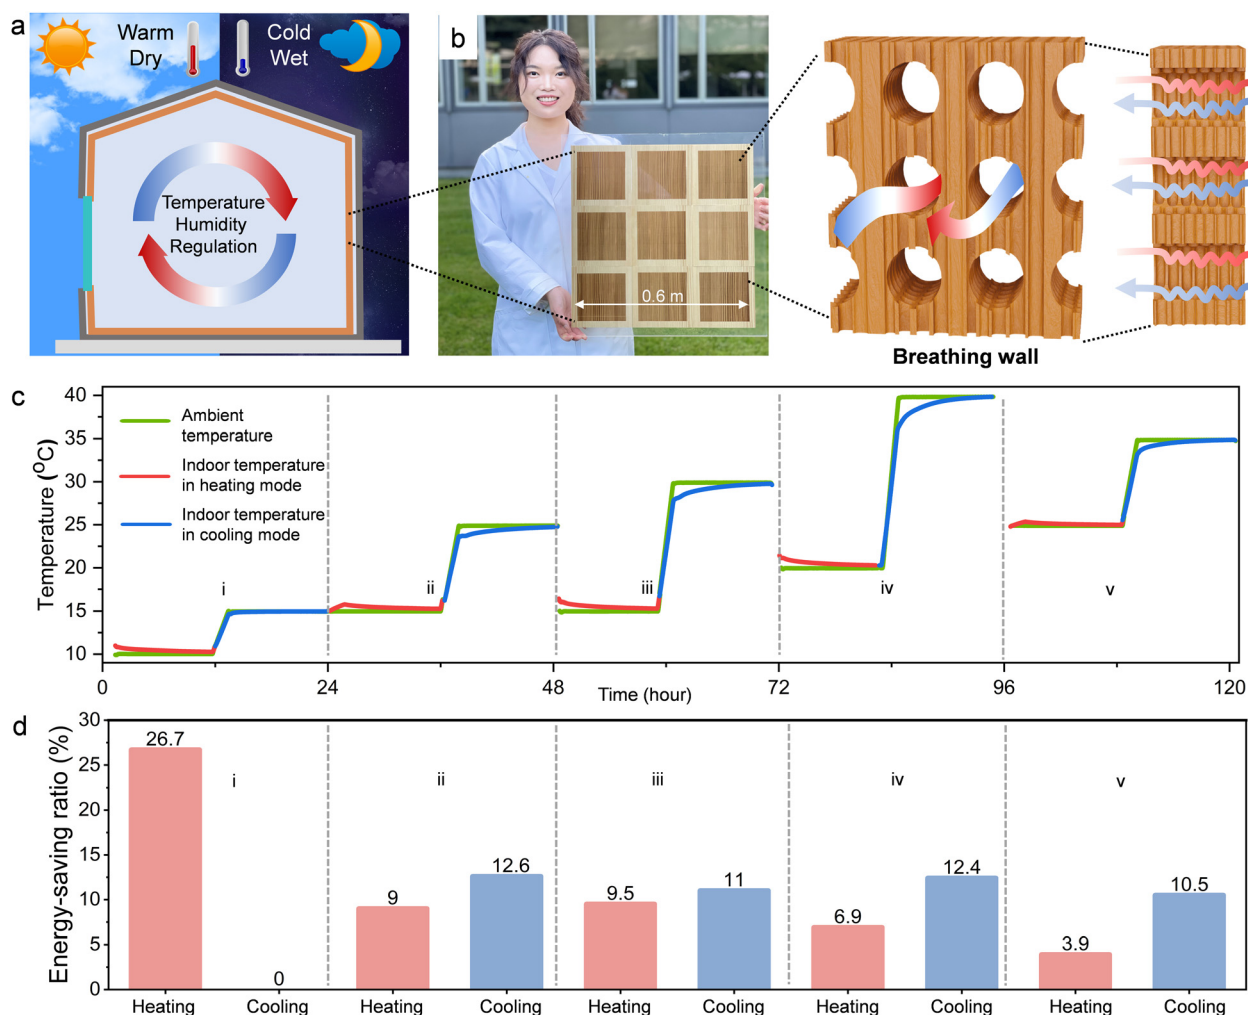 a
Warm
Dry
Cold
Wet
Temperature
Humidity
Regulation
b
0.6 m
Breathing wall
c
Temperature (°C)
40
35
30
25
20
15
10
Ambient
temperature
Indoor temperature
in heating mode
Indoor temperature
in cooling mode
i
ii
iii
iv
v
0
24
48
72
96
120
Time (hour)
d
Energy-saving ratio (%)
30
25
20
15
10
5
0
26.7
0
9
12.6
9.5
11
6.9
12.4
3.9
10.5
i
ii
iii
iv
v
Heating
Cooling
Heating
Cooling
Heating
Cooling
Heating
Cooling
Heating
Cooling